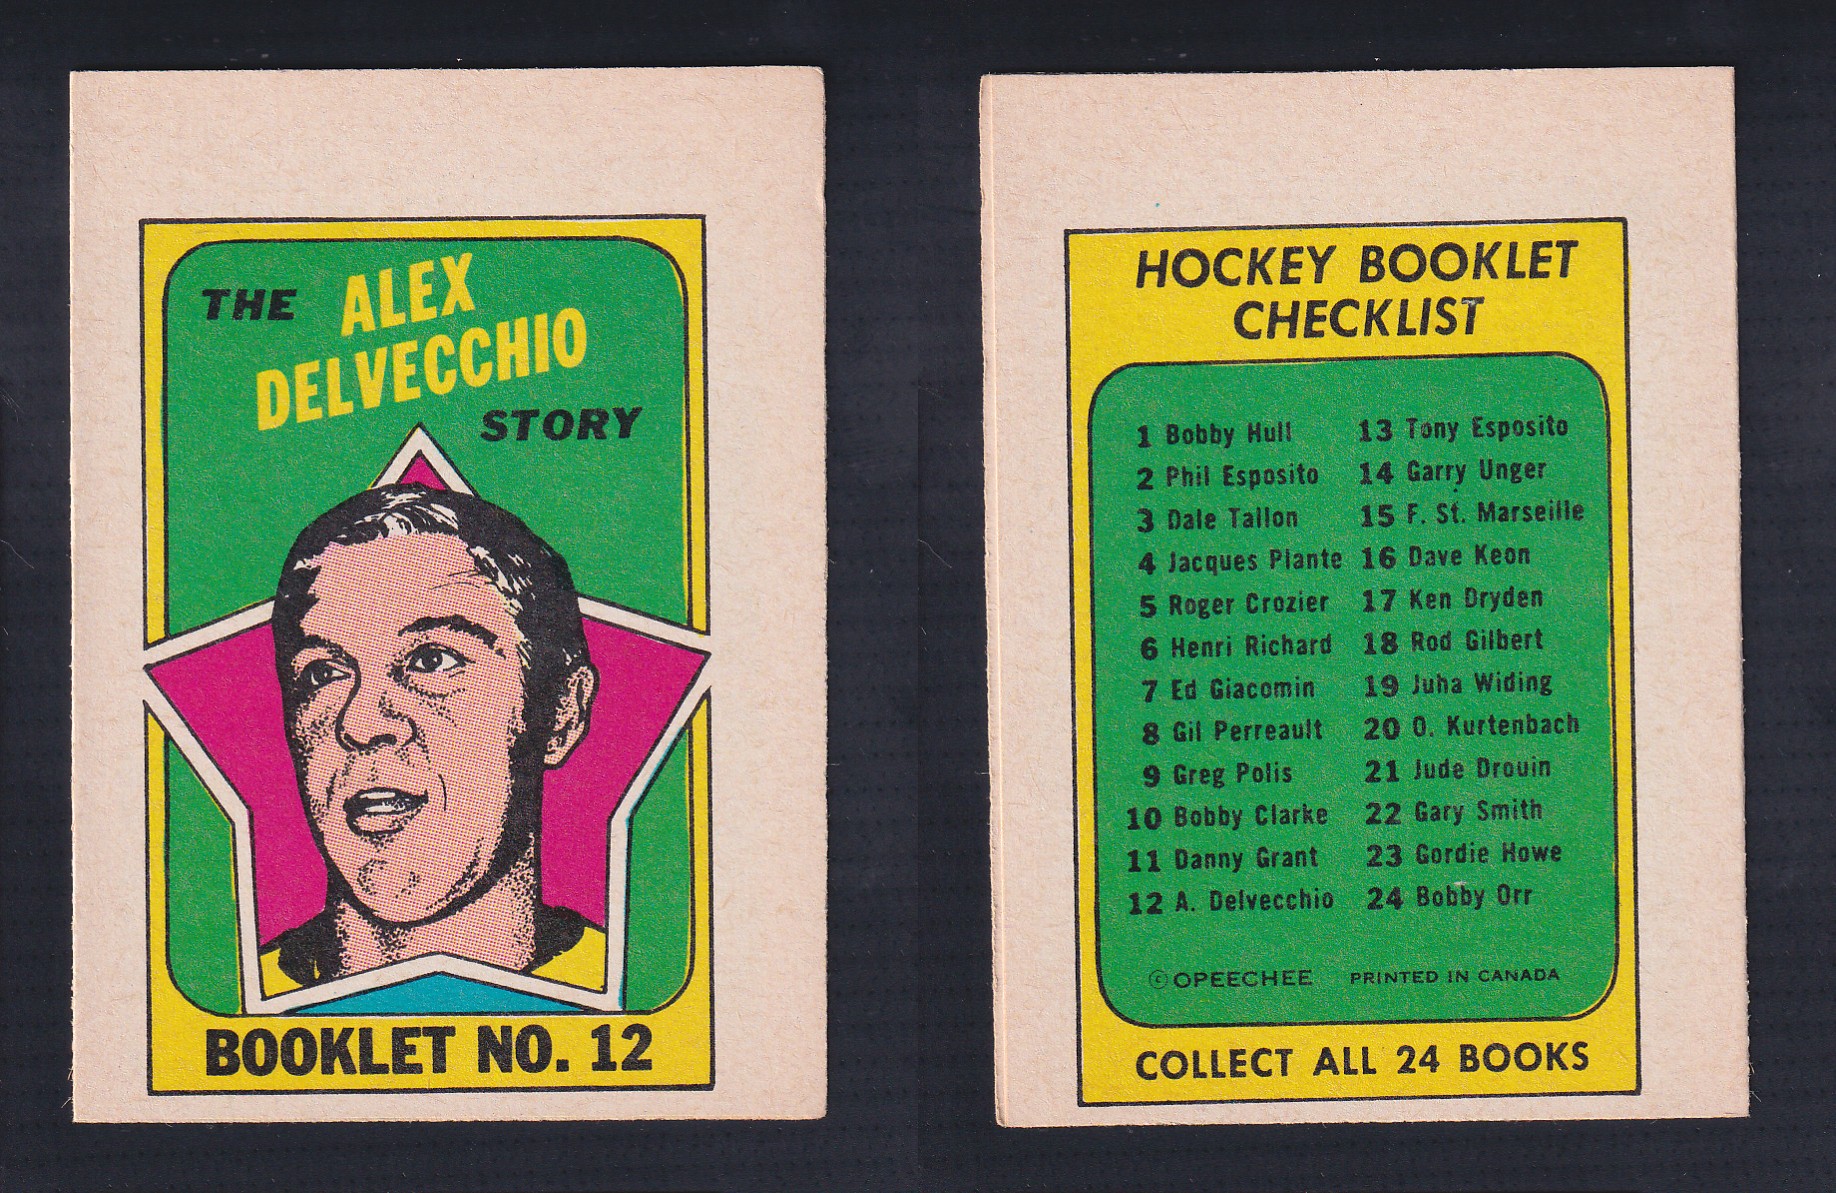 THE ALEX
DELVECCHIO
STORY
BOOKLET NO. 12
HOCKEY BOOKLET
CHECKLIST
1 Bobby Hull
2 Phil Esposito
3 Dale Tallon
4 Jacques Plante
5 Roger Crozier
6 Henri Richard
7 Ed Giacomin
8 Gil Perreault
9 Greg Polis
10 Bobby Clarke
11 Danny Grant
12 A. Delvecchio
13 Tony Esposito
14 Garry Unger
15 F. St. Marseille
16 Dave Keon
17 Ken Dryden
18 Rod Gilbert
19 Juha Widing
20 O. Kurtenbach
21 Jude Drouin
22 Gary Smith
23 Gordie Howe
24 Bobby Orr
© OPEECHEE PRINTED IN CANADA
COLLECT ALL 24 BOOKS